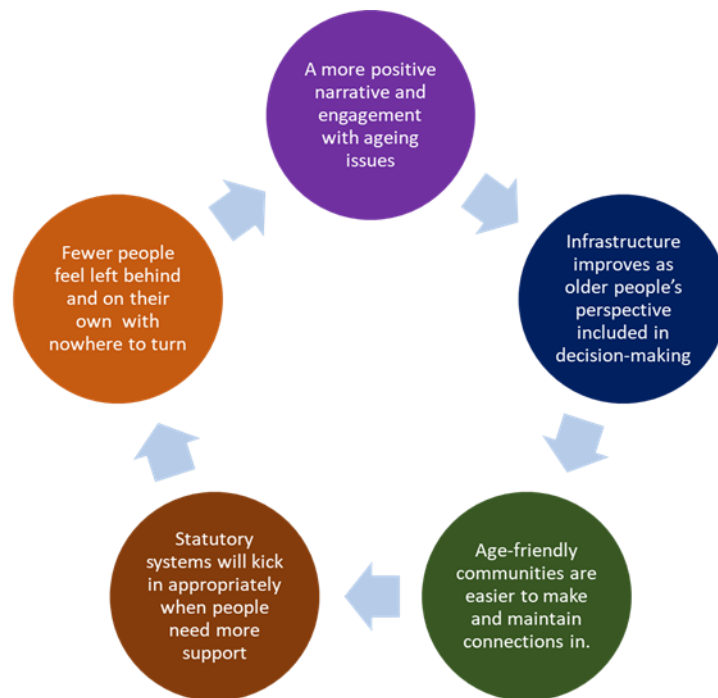 A more positive
narrative and
engagement
with ageing
issues
Infrastructure
improves as
older people's
perspective
included in
decision-making
Age-friendly
communities are
easier to make
and maintain
connections in.
Statutory
systems will kick
in appropriately
when people
need more
support
Fewer people
feel left behind
and on their
own with
nowhere to turn